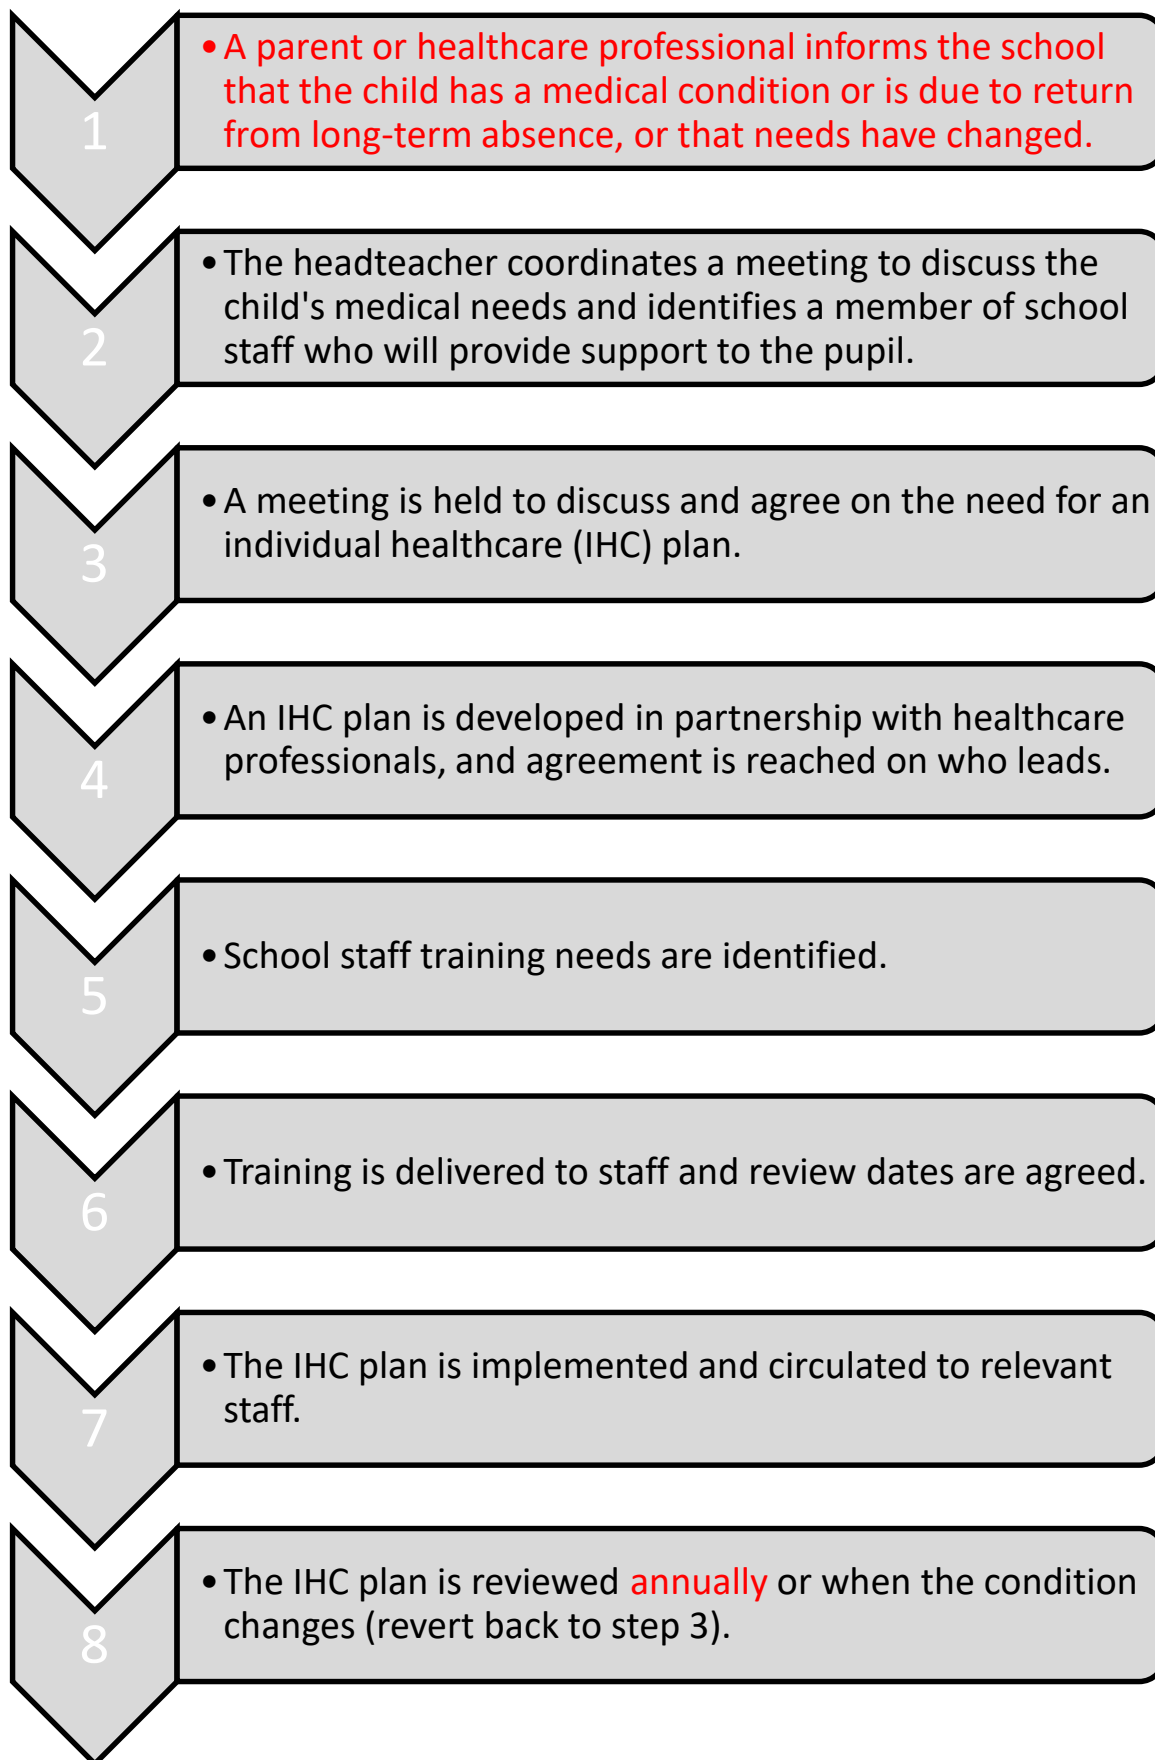 1
• A parent or healthcare professional informs the school
that the child has a medical condition or is due to return
from long-term absence, or that needs have changed.
2
• The headteacher coordinates a meeting to discuss the
child's medical needs and identifies a member of school
staff who will provide support to the pupil.
3
• A meeting is held to discuss and agree on the need for an
individual healthcare (IHC) plan.
4
• An IHC plan is developed in partnership with healthcare
professionals, and agreement is reached on who leads.
5
• School staff training needs are identified.
6
• Training is delivered to staff and review dates are agreed.
7
• The IHC plan is implemented and circulated to relevant
staff.
8
• The IHC plan is reviewed annually or when the condition
changes (revert back to step 3).